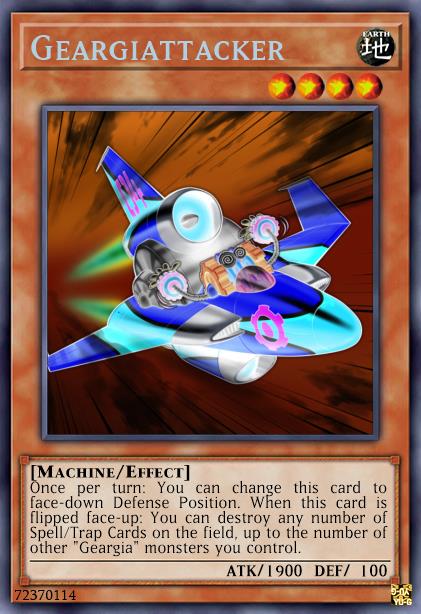 GEARGIATTACKER
EARTH
地
[MACHINE/EFFECT]
Once per turn: You can change this card to
face-down Defense Position. When this card is
flipped face-up: You can destroy any number of
Spell/Trap Cards on the field, up to the number of
other "Geargia" monsters you control.
ATK/1900 DEF/ 100
72370114